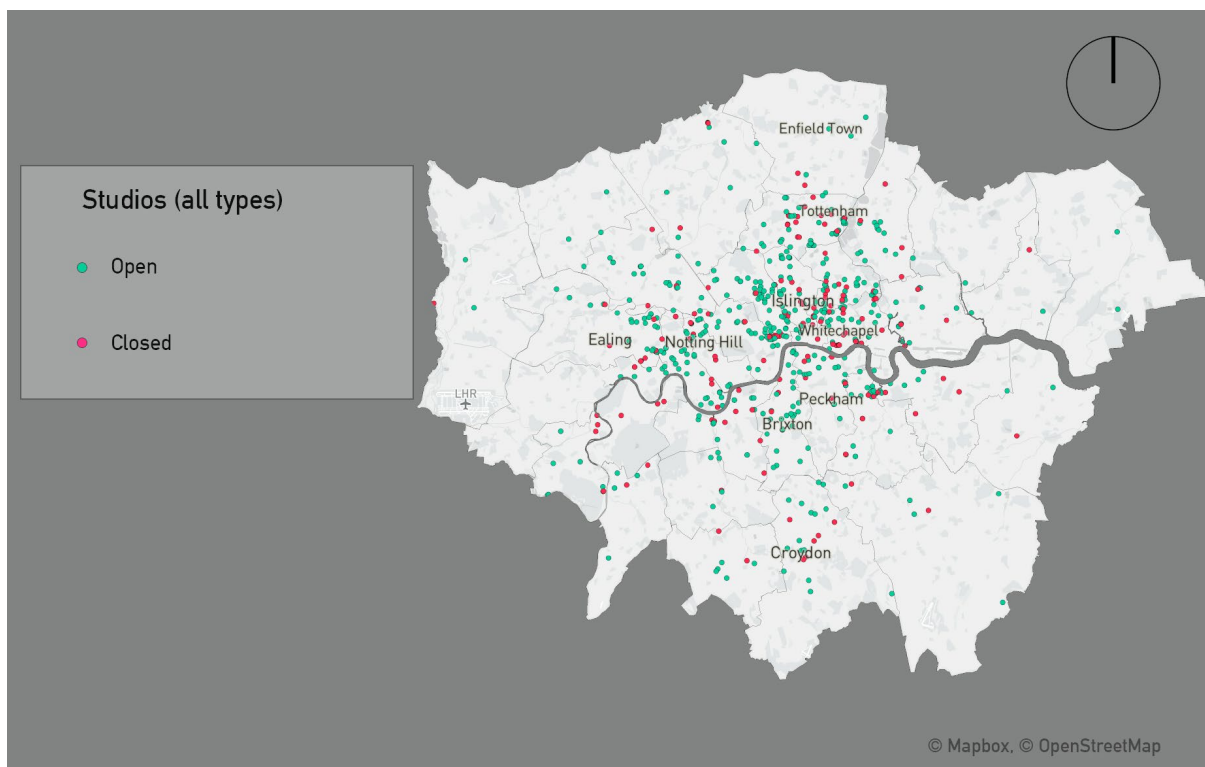 Studios (all types)
Open
Closed
Enfield Town
Tottenham
Islington
Whitechapel
Ealing
Notting Hill
LHR
Peckham
Brixton
Croydon
© Mapbox, © OpenStreetMap